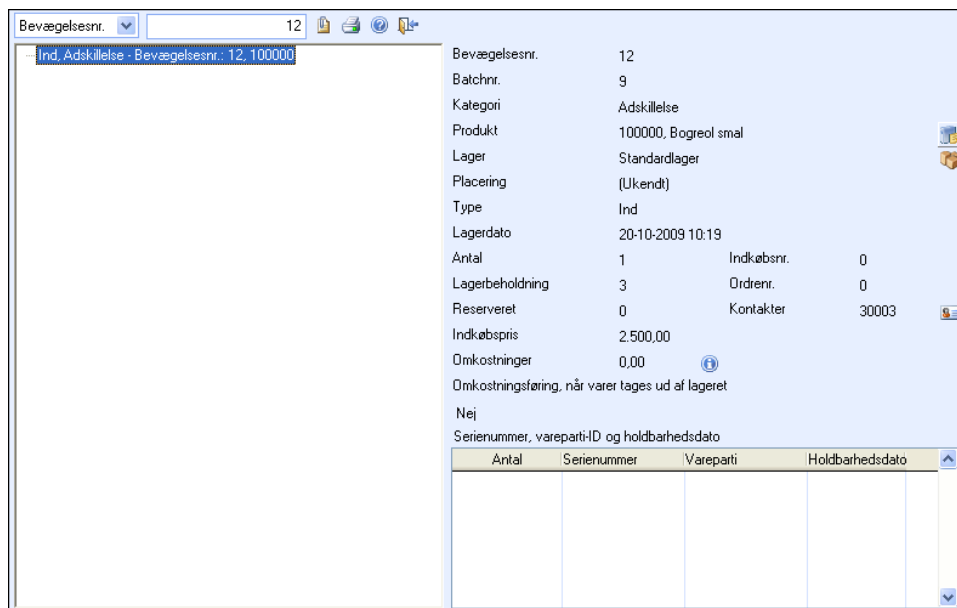 Bevægelsesnr. 12
Ind, Adskillelse - Bevægelsesnr.: 12, 100000
Bevægelsesnr. 12
Batchnr. 9
Kategori Adskillelse
Produkt 100000, Bogreol smal
Lager Standardlager
Placering (Ukendt)
Type Ind
Lagerdato 20-10-2009 10:19
Antal 1 Indkøbsnr. 0
Lagerbeholdning 3 Ordrenr. 0
Reserveret 0 Kontakter 30003
Indkøbspris 2.500,00
Omkostninger 0,00
Omkostningsføring, når varer tages ud af lageret
Nej
Serienummer, vareparti-ID og holdbarhedsdato
Antal Serienummer Vareparti Holdbarhedsdato